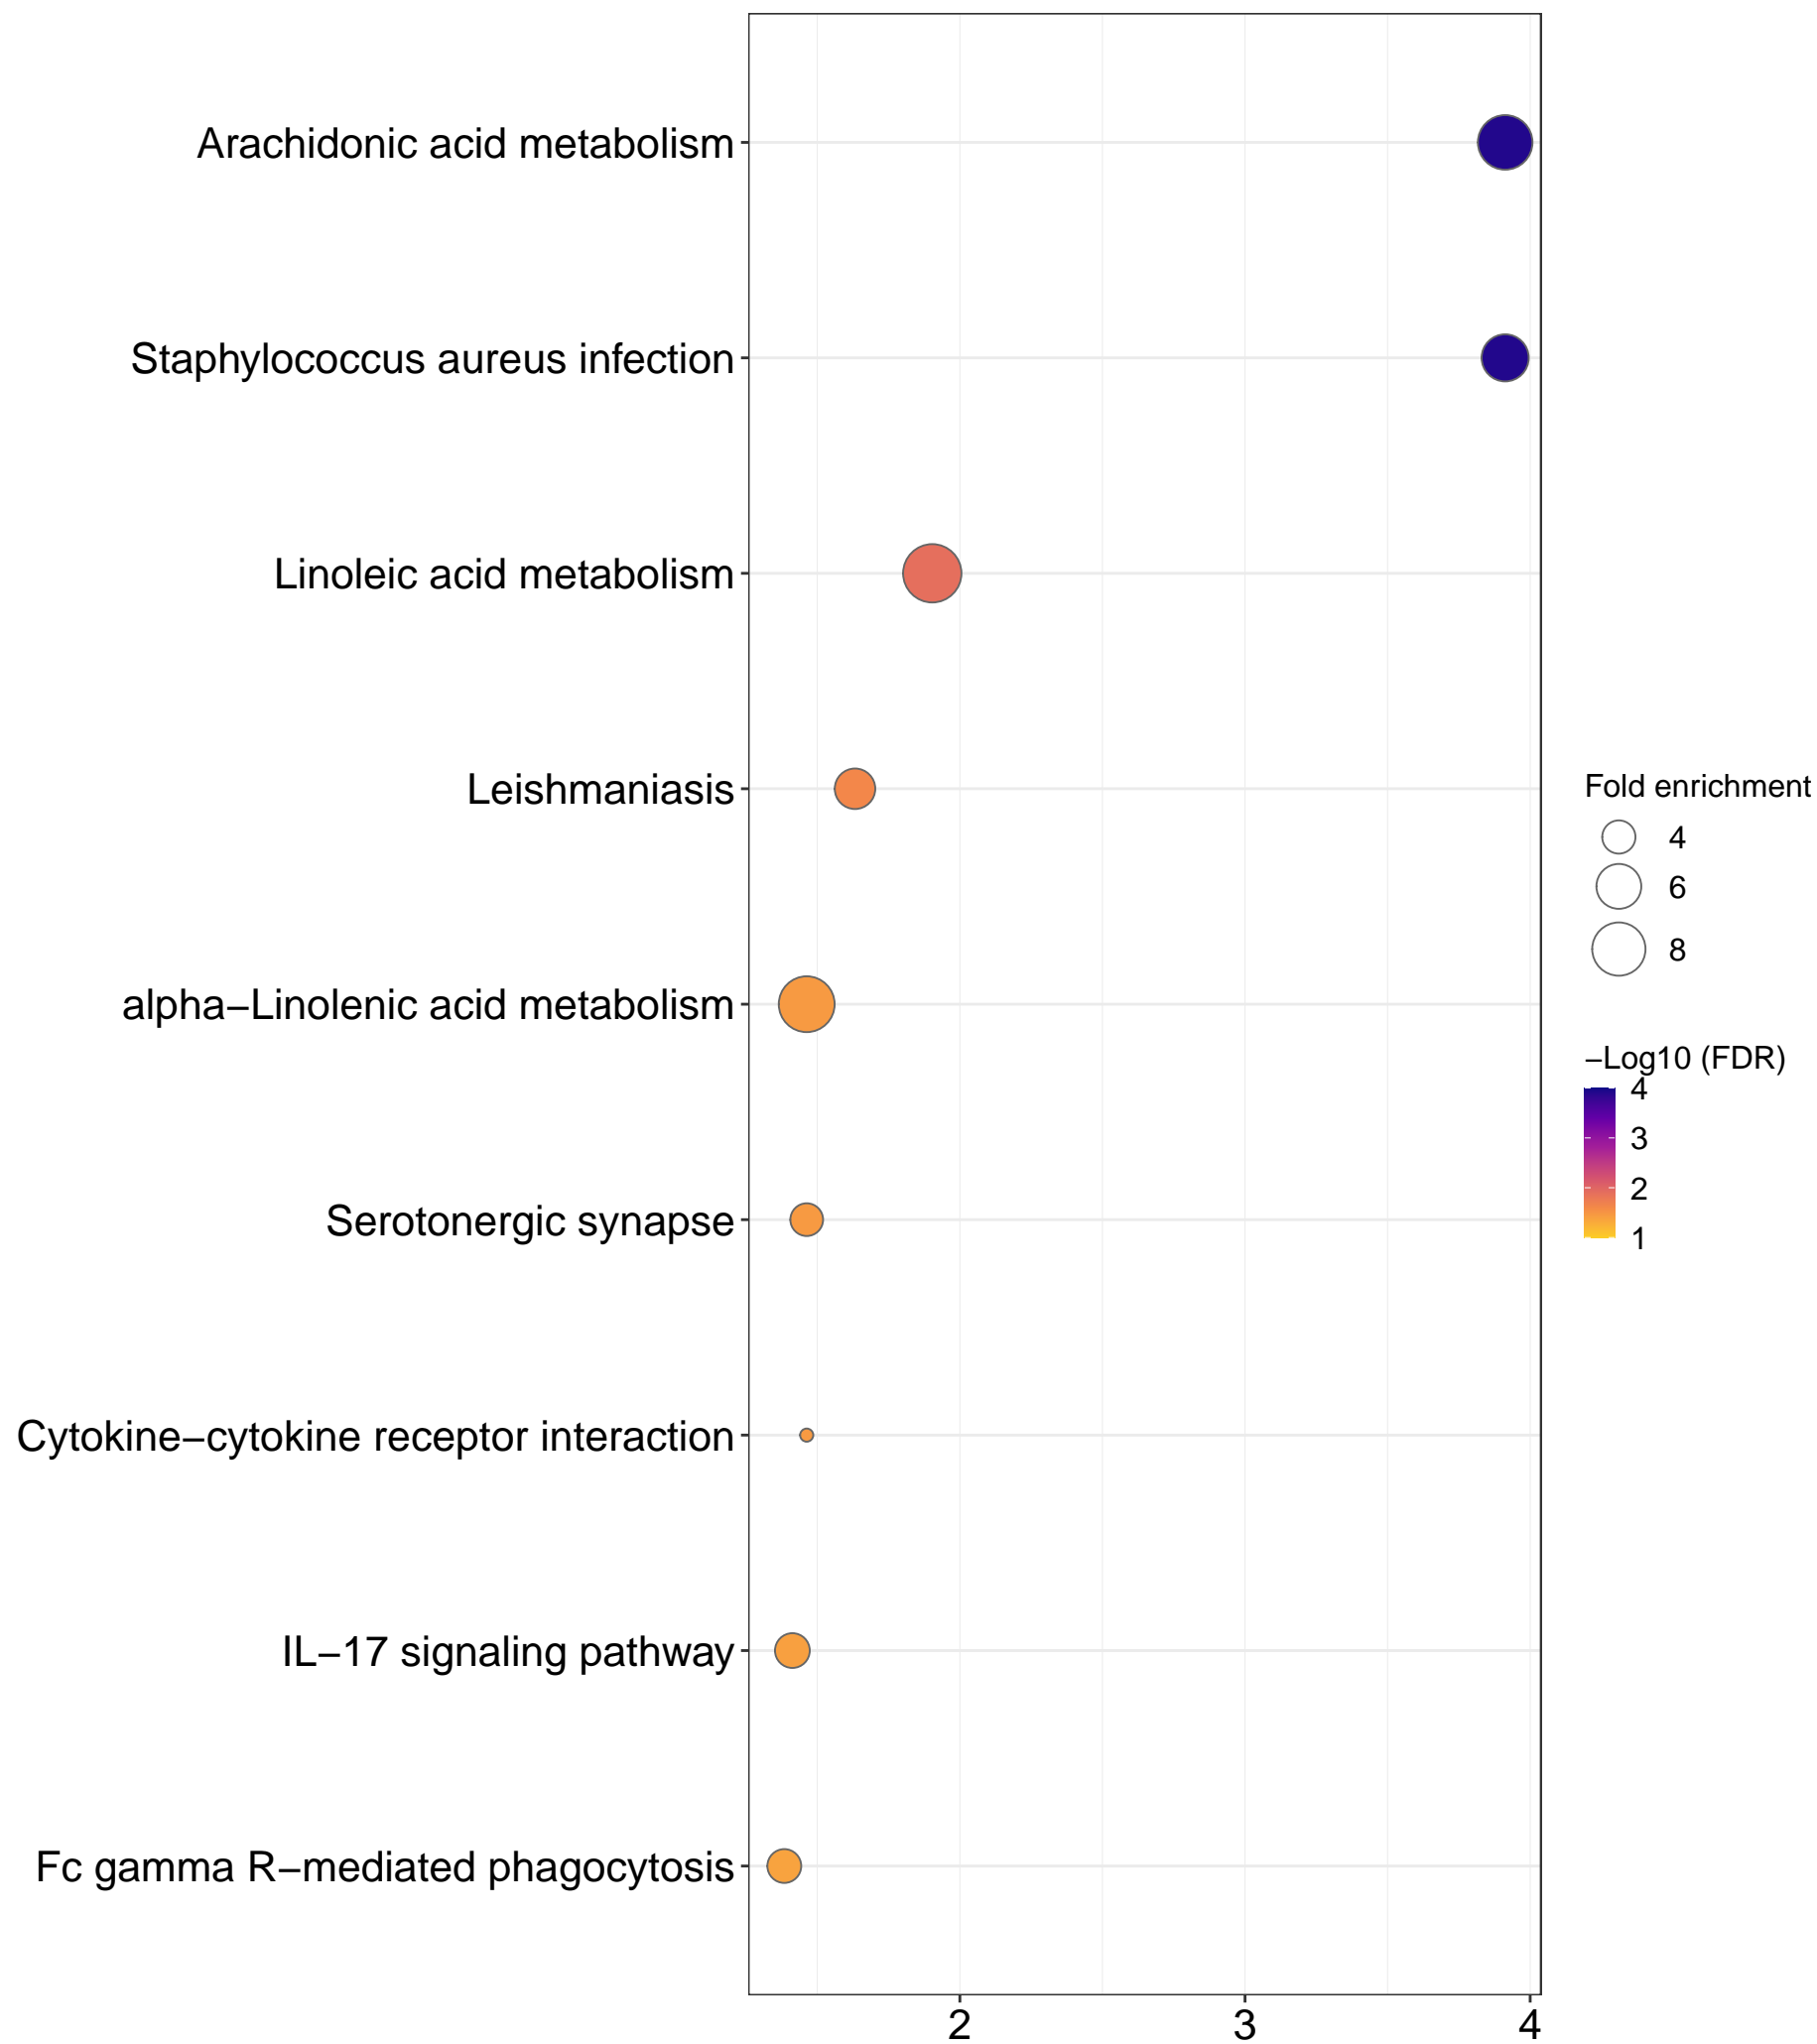 Arachidonic acid metabolism
Staphylococcus aureus infection
Linoleic acid metabolism
Leishmaniasis
alpha−Linolenic acid metabolism
Serotonergic synapse
Cytokine−cytokine receptor interaction
IL−17 signaling pathway
Fc gamma R−mediated phagocytosis
2 3 4
Fold enrichment
4
6
8
−Log10 (FDR)
4
3
2
1